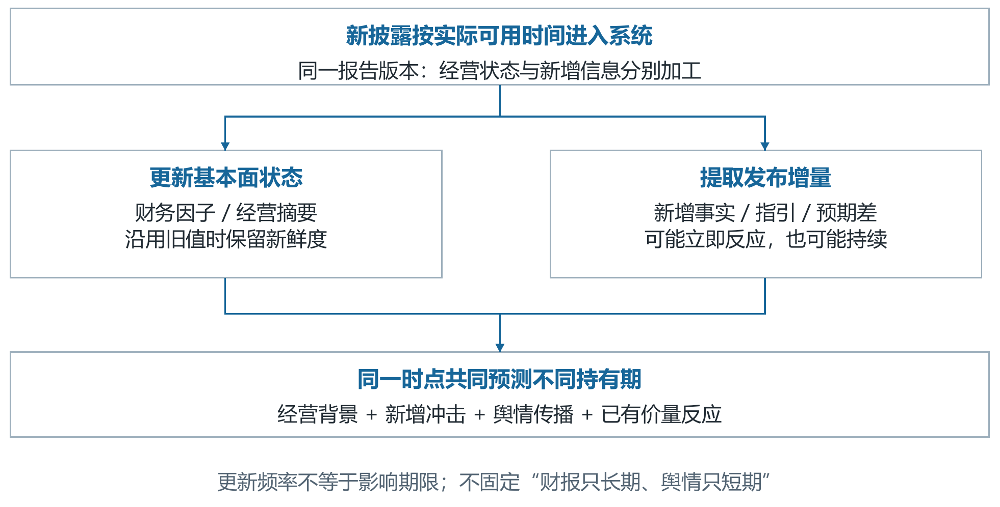 新披露按实际可用时间进入系统
同一报告版本：经营状态与新增信息分别加工
更新基本面状态
财务因子 / 经营摘要
沿用旧值时保留新鲜度
提取发布增量
新增事实 / 指引 / 预期差
可能立即反应，也可能持续
同一时点共同预测不同持有期
经营背景 + 新增冲击 + 舆情传播 + 已有价量反应
更新频率不等于影响期限；不固定“财报只长期、舆情只短期”